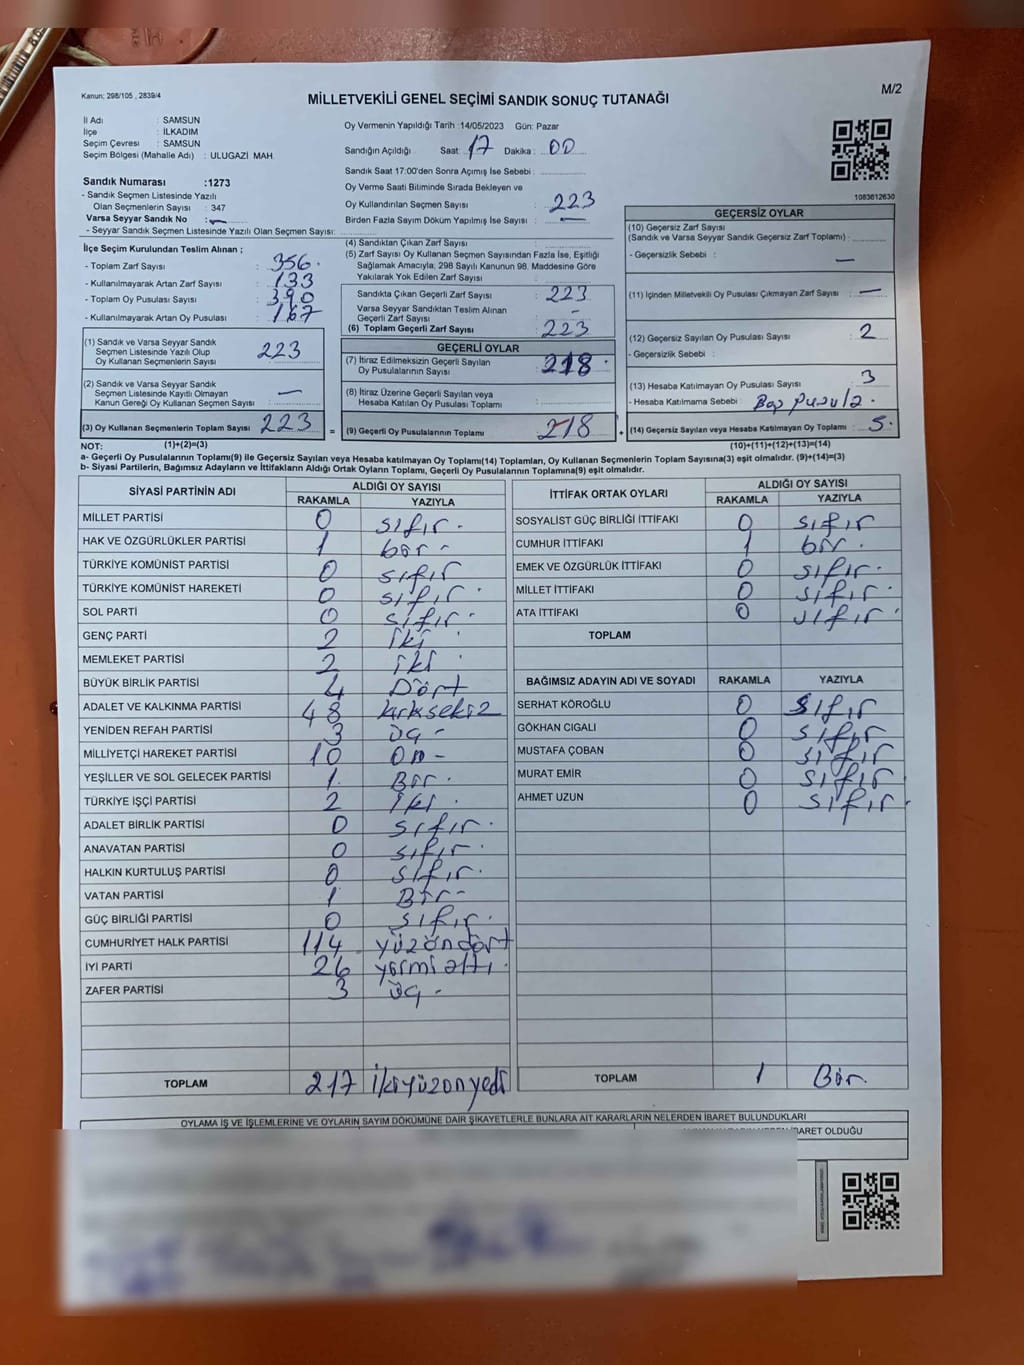 Kanun; 298/105 , 2839/4
M/2
MİLLETVEKİLİ GENEL SEÇİMİ SANDIK SONUÇ TUTANAĞI
İl Adı : SAMSUN
İlçe : İLKADIM
Seçim Çevresi : SAMSUN
Seçim Bölgesi (Mahalle Adı) : ULUGAZİ MAH
Sandık Numarası :1273
- Sandık Seçmen Listesinde Yazılı
Olan Seçmenlerin Sayısı : 347
Varsa Seyyar Sandık No : -
- Seyyar Sandık Seçmen Listesinde Yazılı Olan Seçmen Sayısı:
Oy Vermenin Yapıldığı Tarih :14/05/2023 Gün: Pazar
Sandığın Açıldığı Saat: 17 Dakika : 00
Sandık Saat 17:00'den Sonra Açımış İse Sebebi :
Oy Verme Saati Bitiminde Sırada Bekleyen ve
Oy Kullandırılan Seçmen Sayısı : 223
Birden Fazla Sayım Döküm Yapılmış İse Sayısı : —
1083612630
İlçe Seçim Kurulundan Teslim Alınan ;
- Toplam Zarf Sayısı : 356
- Kullanılmayarak Artan Zarf Sayısı : 133
- Toplam Oy Pusulası Sayısı : 390
- Kullanılmayarak Artan Oy Pusulası : 167
(1) Sandık ve Varsa Seyyar Sandık
Seçmen Listesinde Yazılı Olup
Oy Kullanan Seçmenlerin Sayısı : 223
(2) Sandık ve Varsa Seyyar Sandık
Seçmen Listesinde Kayıtlı Olmayan
Kanun Gereği Oy Kullanan Seçmen Sayısı : —
(3) Oy Kullanan Seçmenlerin Toplam Sayısı : 223
(4) Sandıktan Çıkan Zarf Sayısı :
(5) Zarf Sayısı Oy Kullanan Seçmen Sayısından Fazla İse, Eşitliği
Sağlamak Amacıyla, 298 Sayılı Kanunun 98. Maddesine Göre
Yakılarak Yok Edilen Zarf Sayısı :
Sandıkta Çıkan Geçerli Zarf Sayısı : 223
Varsa Seyyar Sandıktan Teslim Alınan
Geçerli Zarf Sayısı : -
(6) Toplam Geçerli Zarf Sayısı : 223
GEÇERLİ OYLAR
(7) İtiraz Edilmeksizin Geçerli Sayılan
Oy Pusulalarının Sayısı : 218
(8) İtiraz Üzerine Geçerli Sayılan veya
Hesaba Katılan Oy Pusulası Toplamı :
= (9) Geçerli Oy Pusulalarının Toplamı : 218
GEÇERSİZ OYLAR
(10) Geçersiz Zarf Sayısı
(Sandık ve Varsa Seyyar Sandık Geçersiz Zarf Toplamı) :
- Geçersizlik Sebebi : —
(11) İçinden Milletvekili Oy Pusulası Çıkmayan Zarf Sayısı : —
(12) Geçersiz Sayılan Oy Pusulası Sayısı : 2
- Geçersizlik Sebebi :
(13) Hesaba Katılmayan Oy Pusulası Sayısı : 3
- Hesaba Katılmama Sebebi : Boş Pusula.
+ (14) Geçersiz Sayılan veya Hesaba Katılmayan Oy Toplamı : 5.
NOT: (1)+(2)=(3) (10)+(11)+(12)+(13)=(14)
a- Geçerli Oy Pusulaları Toplamı(9) ile Geçersiz Sayılan veya Hesaba katılmayan Oy Toplamı(14) Toplamları, Oy Kullanan Seçmenlerin Toplam Sayısına(3) eşit olmalıdır. (9)+(14)=(3)
b- Siyasi Partilerin, Bağımsız Adayların ve İttifakların Aldığı Ortak Oyların Toplamı, Geçerli Oy Pusulalarının Toplamına(9) eşit olmalıdır.
SİYASİ PARTİNİN ADI ALDIĞI OY SAYISI
RAKAMLA YAZIYLA
MİLLET PARTİSİ 0 sıfır.
HAK VE ÖZGÜRLÜKLER PARTİSİ 1 bir -
TÜRKİYE KOMÜNİST PARTİSİ 0 sıfır
TÜRKİYE KOMÜNİST HAREKETİ 0 sıfır.
SOL PARTİ 0 sıfır.
GENÇ PARTİ 2 iki
MEMLEKET PARTİSİ 2 iki
BÜYÜK BİRLİK PARTİSİ 4 Dört
ADALET VE KALKINMA PARTİSİ 48 kırksekiz
YENİDEN REFAH PARTİSİ 3 üç -
MİLLİYETÇİ HAREKET PARTİSİ 10 On -
YEŞİLLER VE SOL GELECEK PARTİSİ 1. Bir.
TÜRKİYE İŞÇİ PARTİSİ 2 iki.
ADALET BİRLİK PARTİSİ 0 sıfır.
ANAVATAN PARTİSİ 0 sıfır.
HALKIN KURTULUŞ PARTİSİ 0 sıfır.
VATAN PARTİSİ 1 Bir -
GÜÇ BİRLİĞİ PARTİSİ 0 sıfır.
CUMHURİYET HALK PARTİSİ 114 yüzondört
İYİ PARTİ 26 yirmi altı.
ZAFER PARTİSİ 3 üç -
TOPLAM 217 ikiyüzonyedi
İTTİFAK ORTAK OYLARI ALDIĞI OY SAYISI
RAKAMLA YAZIYLA
SOSYALİST GÜÇ BİRLİĞİ İTTİFAKI 0 sıfır
CUMHUR İTTİFAKI 1 bir.
EMEK VE ÖZGÜRLÜK İTTİFAKI 0 sıfır.
MİLLET İTTİFAKI 0 sıfır.
ATA İTTİFAKI 0 sıfır.
TOPLAM
BAĞIMSIZ ADAYIN ADI VE SOYADI RAKAMLA YAZIYLA
SERHAT KÖROĞLU 0 sıfır
GÖKHAN CIGALI 0 sıfır
MUSTAFA ÇOBAN 0 sıfır
MURAT EMİR 0 sıfır
AHMET UZUN 0 sıfır.
TOPLAM 1 Bir.
OYLAMA İŞ VE İŞLEMLERİNE VE OYLARIN SAYIM DÖKÜMÜNE DAİR ŞİKAYETLERLE BUNLARA AİT KARARLARIN NELERDEN İBARET BULUNDUKLARI
İBARET OLDUĞU